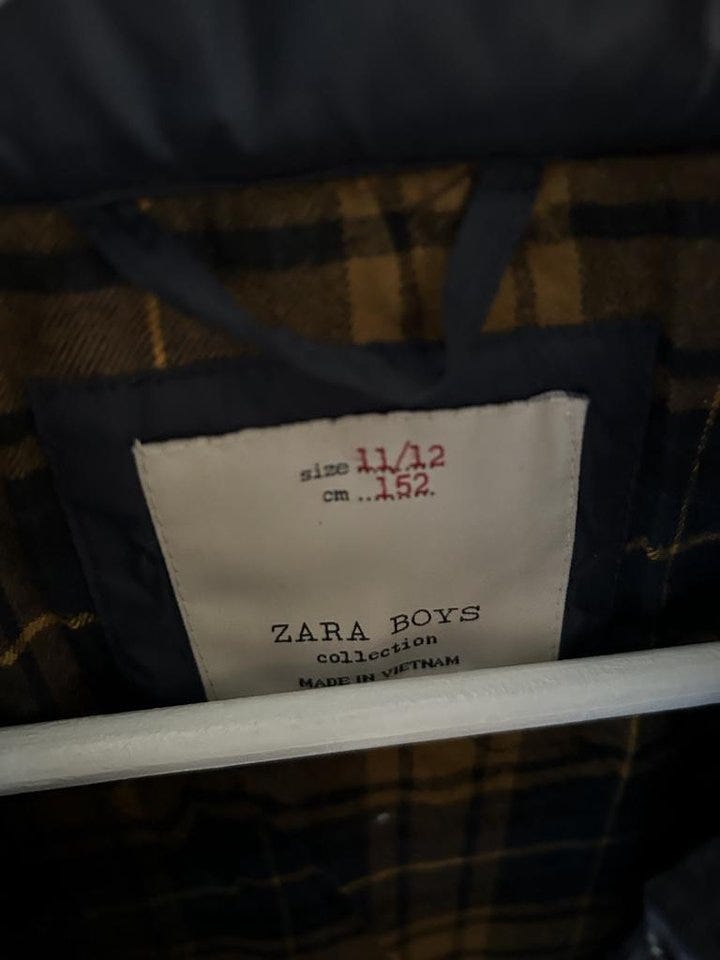 size 11/12
cm ..152.
ZARA BOYS
collection
MADE IN VIETNAM